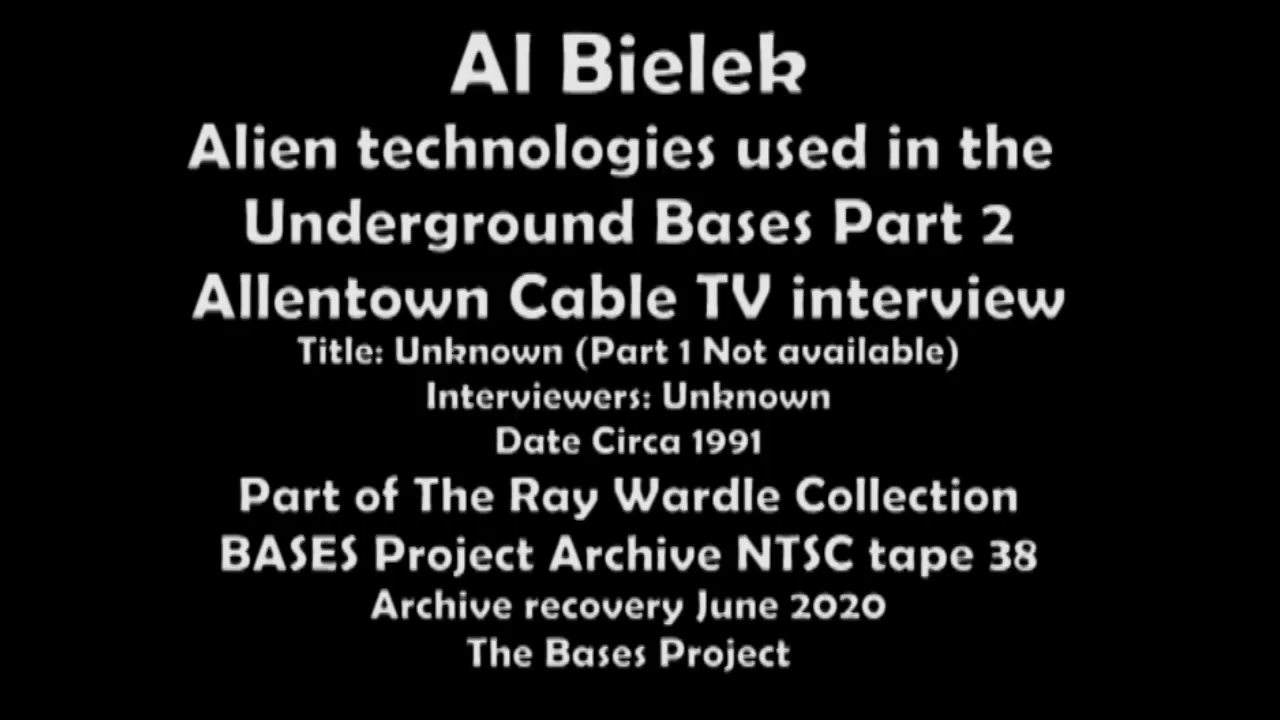 Al Bielek
Alien technologies used in the
Underground Bases Part 2
Allentown Cable TV interview
Title: Unknown (Part 1 Not available)
Interviewers: Unknown
Date Circa 1991
Part of The Ray Wardle Collection
BASES Project Archive NTSC tape 38
Archive recovery June 2020
The Bases Project